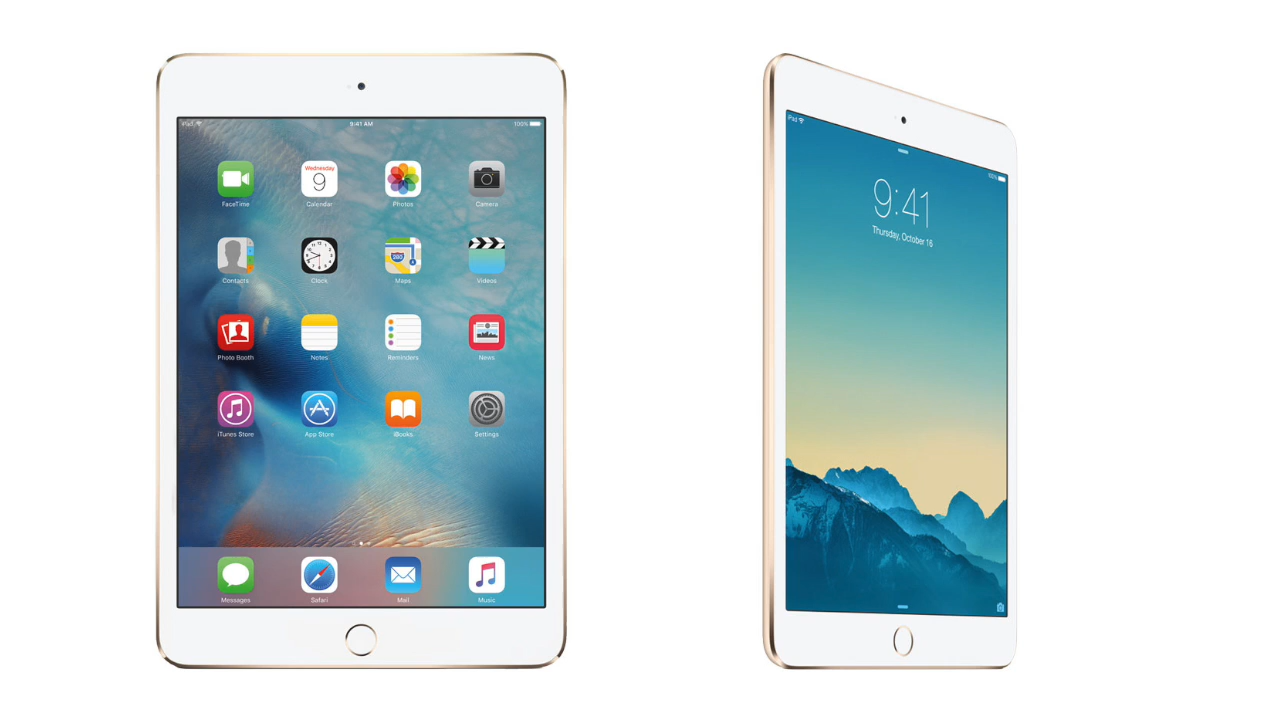 iPad 9:41 AM 100%
FaceTime
Wednesday
9
Calendar
Photos
Camera
Contacts
Clock
280
Maps
Videos
Photo Booth
Notes
Reminders
News
iTunes Store
App Store
iBooks
Settings
Messages
Safari
Mail
Music
iPad 100%
9:41
Thursday, October 16